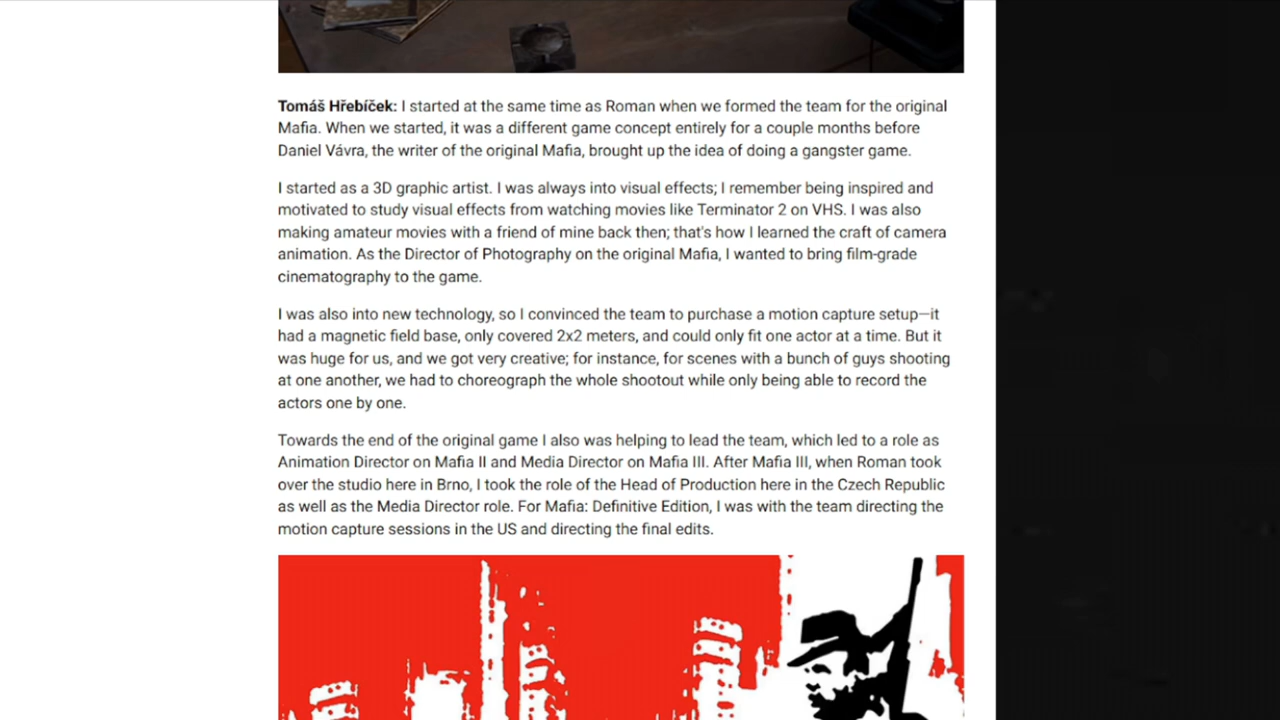 Tomáš Hřebíček: I started at the same time as Roman when we formed the team for the original
Mafia. When we started, it was a different game concept entirely for a couple months before
Daniel Vávra, the writer of the original Mafia, brought up the idea of doing a gangster game.
I started as a 3D graphic artist. I was always into visual effects; I remember being inspired and
motivated to study visual effects from watching movies like Terminator 2 on VHS. I was also
making amateur movies with a friend of mine back then; that's how I learned the craft of camera
animation. As the Director of Photography on the original Mafia, I wanted to bring film-grade
cinematography to the game.
I was also into new technology, so I convinced the team to purchase a motion capture setup—it
had a magnetic field base, only covered 2x2 meters, and could only fit one actor at a time. But it
was huge for us, and we got very creative; for instance, for scenes with a bunch of guys shooting
at one another, we had to choreograph the whole shootout while only being able to record the
actors one by one.
Towards the end of the original game I also was helping to lead the team, which led to a role as
Animation Director on Mafia II and Media Director on Mafia III. After Mafia III, when Roman took
over the studio here in Brno, I took the role of the Head of Production here in the Czech Republic
as well as the Media Director role. For Mafia: Definitive Edition, I was with the team directing the
motion capture sessions in the US and directing the final edits.